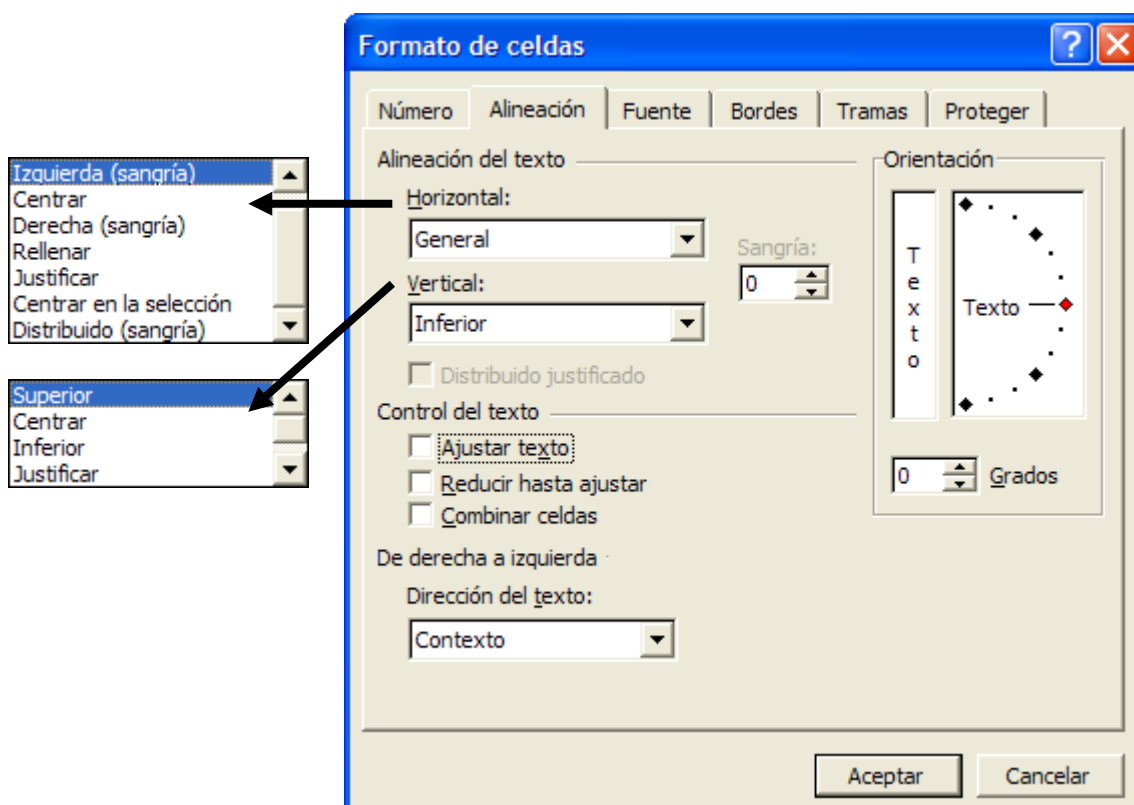 Formato de celdas
Número Alineación Fuente Bordes Tramas Proteger
Izquierda (sangría)
Centrar
Derecha (sangría)
Rellenar
Justificar
Centrar en la selección
Distribuido (sangría)
Superior
Centrar
Inferior
Justificar
Alineación del texto
Horizontal:
General
Sangría:
0
Vertical:
Inferior
Distribuido justificado
Control del texto
Ajustar texto
Reducir hasta ajustar
Combinar celdas
De derecha a izquierda
Dirección del texto:
Contexto
Orientación
Texto
Texto
0 Grados
Aceptar Cancelar